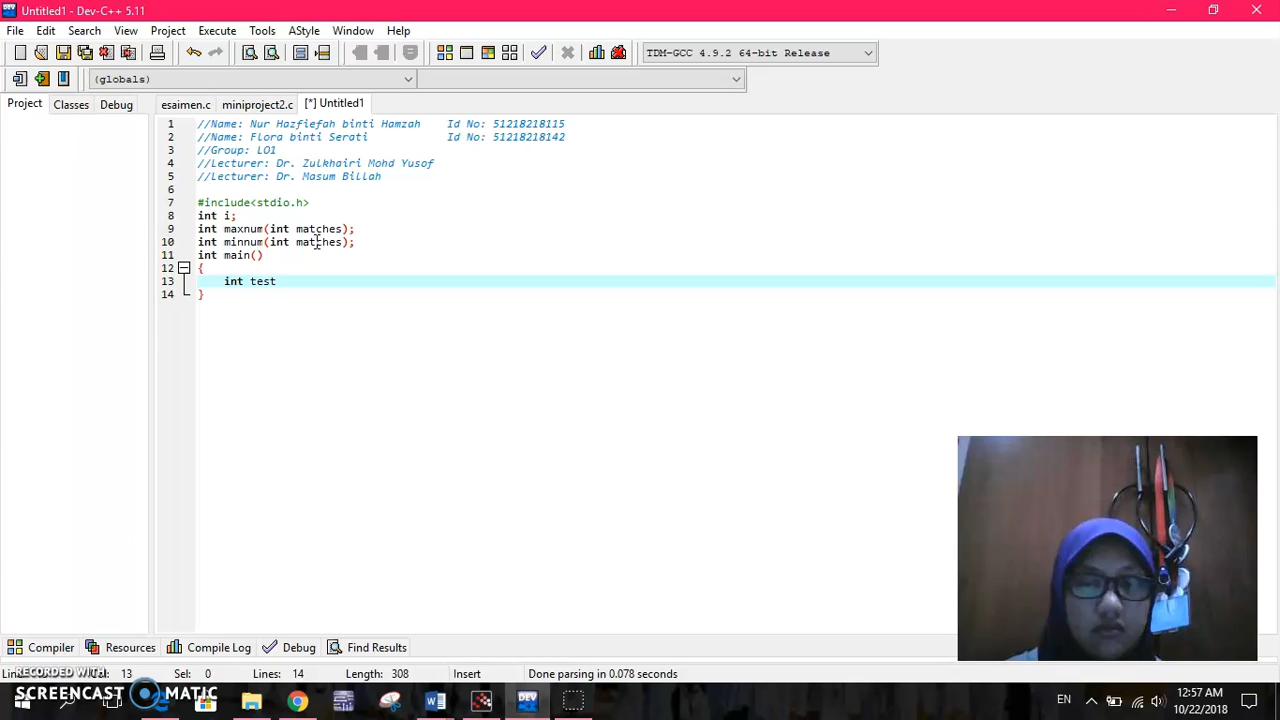 Untitled1 - Dev-C++ 5.11
File Edit Search View Project Execute Tools AStyle Window Help
TDM-GCC 4.9.2 64-bit Release
(globals)
Project Classes Debug esaimen.c miniproject2.c [*] Untitled1
1 //Name: Nur Hazfiefah binti Hamzah Id No: 51218218115
2 //Name: Flora binti Serati Id No: 51218218142
3 //Group: LO1
4 //Lecturer: Dr. Zulkhairi Mohd Yusof
5 //Lecturer: Dr. Masum Billah
6
7 #include<stdio.h>
8 int i;
9 int maxnum(int matches);
10 int minnum(int matches);
11 int main()
12 {
13 int test
14 }
Compiler Resources Compile Log Debug Find Results
Sel: 0 Lines: 14 Length: 308 Insert Done parsing in 0.078 seconds
RECORDED WITH
SCREENCAST MATIC
EN 12:57 AM
10/22/2018